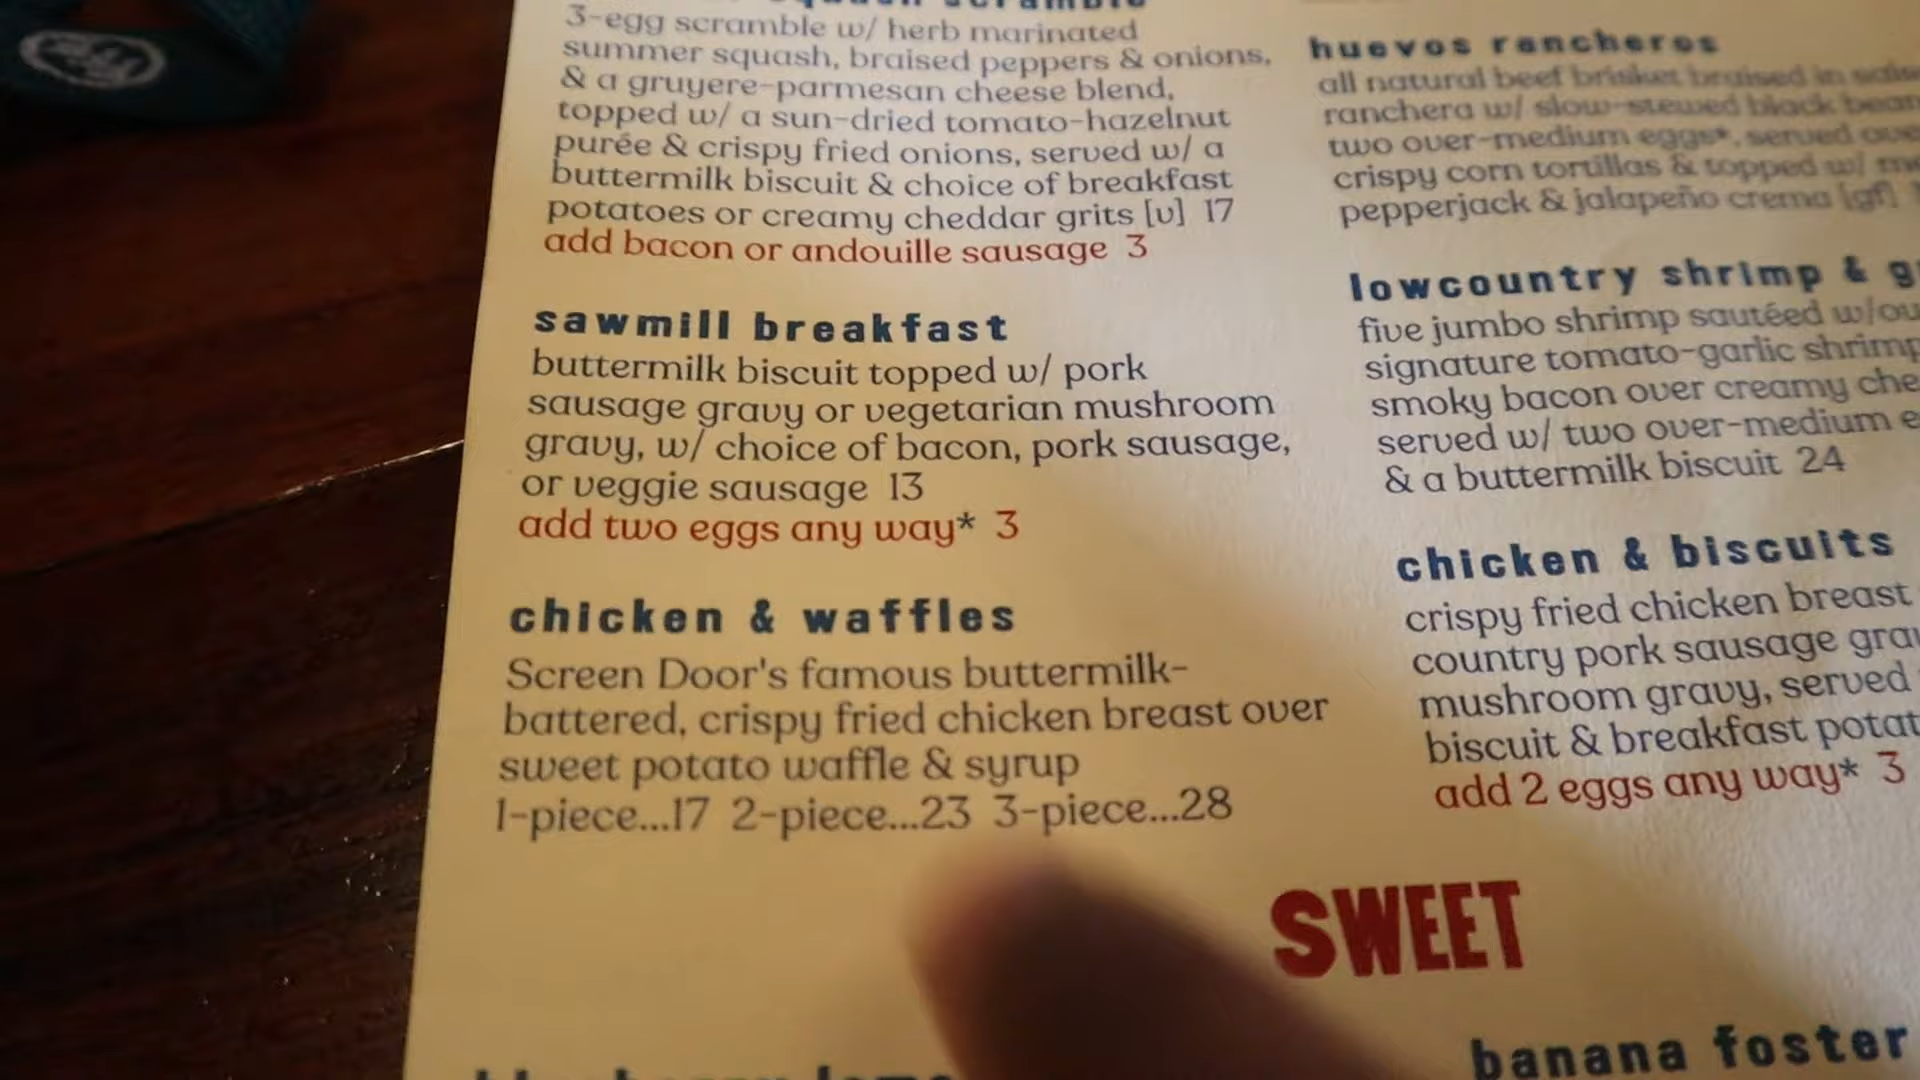 scramble
3-egg scramble w/ herb marinated
summer squash, braised peppers & onions,
& a gruyere-parmesan cheese blend,
topped w/ a sun-dried tomato-hazelnut
purée & crispy fried onions, served w/ a
buttermilk biscuit & choice of breakfast
potatoes or creamy cheddar grits [v] 17
add bacon or andouille sausage 3
sawmill breakfast
buttermilk biscuit topped w/ pork
sausage gravy or vegetarian mushroom
gravy, w/ choice of bacon, pork sausage,
or veggie sausage 13
add two eggs any way* 3
chicken & waffles
Screen Door's famous buttermilk-
battered, crispy fried chicken breast over
sweet potato waffle & syrup
1-piece...17 2-piece...23 3-piece...28
huevos rancheros
all natural beef brisket braised in
ranchera w/ slow-stewed black
two over-medium eggs*, served
crispy corn tortillas & topped w/
pepperjack & jalapeño crema [gf]
lowcountry shrimp &
five jumbo shrimp sautéed w/
signature tomato-garlic shrimp
smoky bacon over creamy
served w/ two over-medium
& a buttermilk biscuit 24
chicken & biscuits
crispy fried chicken breast
country pork sausage
mushroom gravy, served
biscuit & breakfast
add 2 eggs any way* 3
SWEET
banana foster